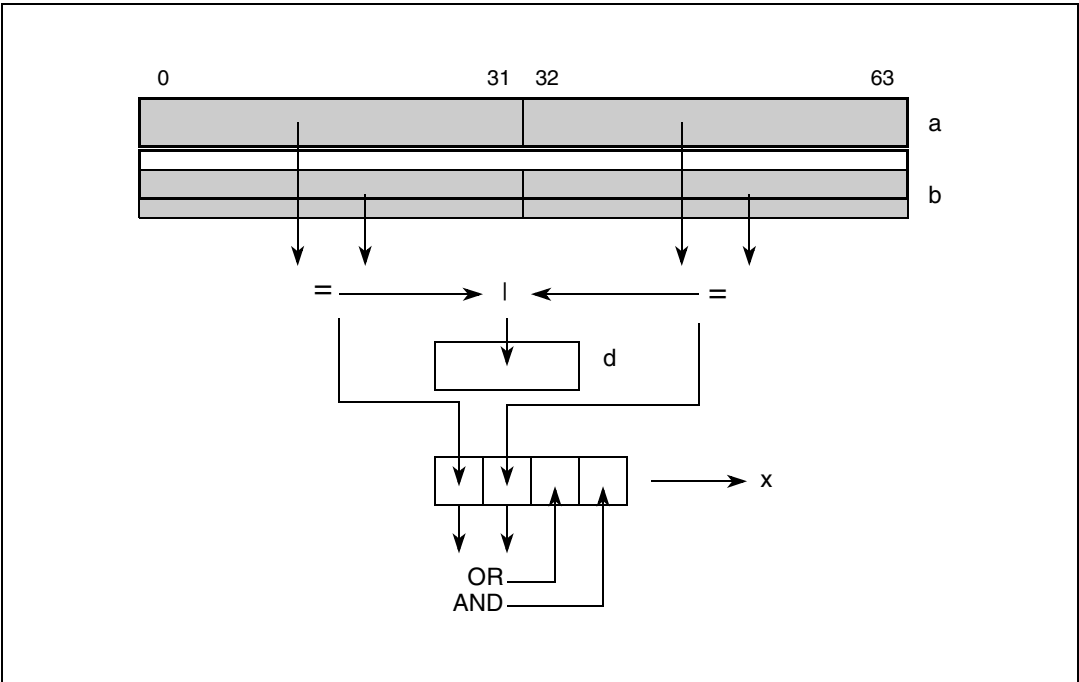 0 31 32 63
a
b
= | =
d
x
OR
AND